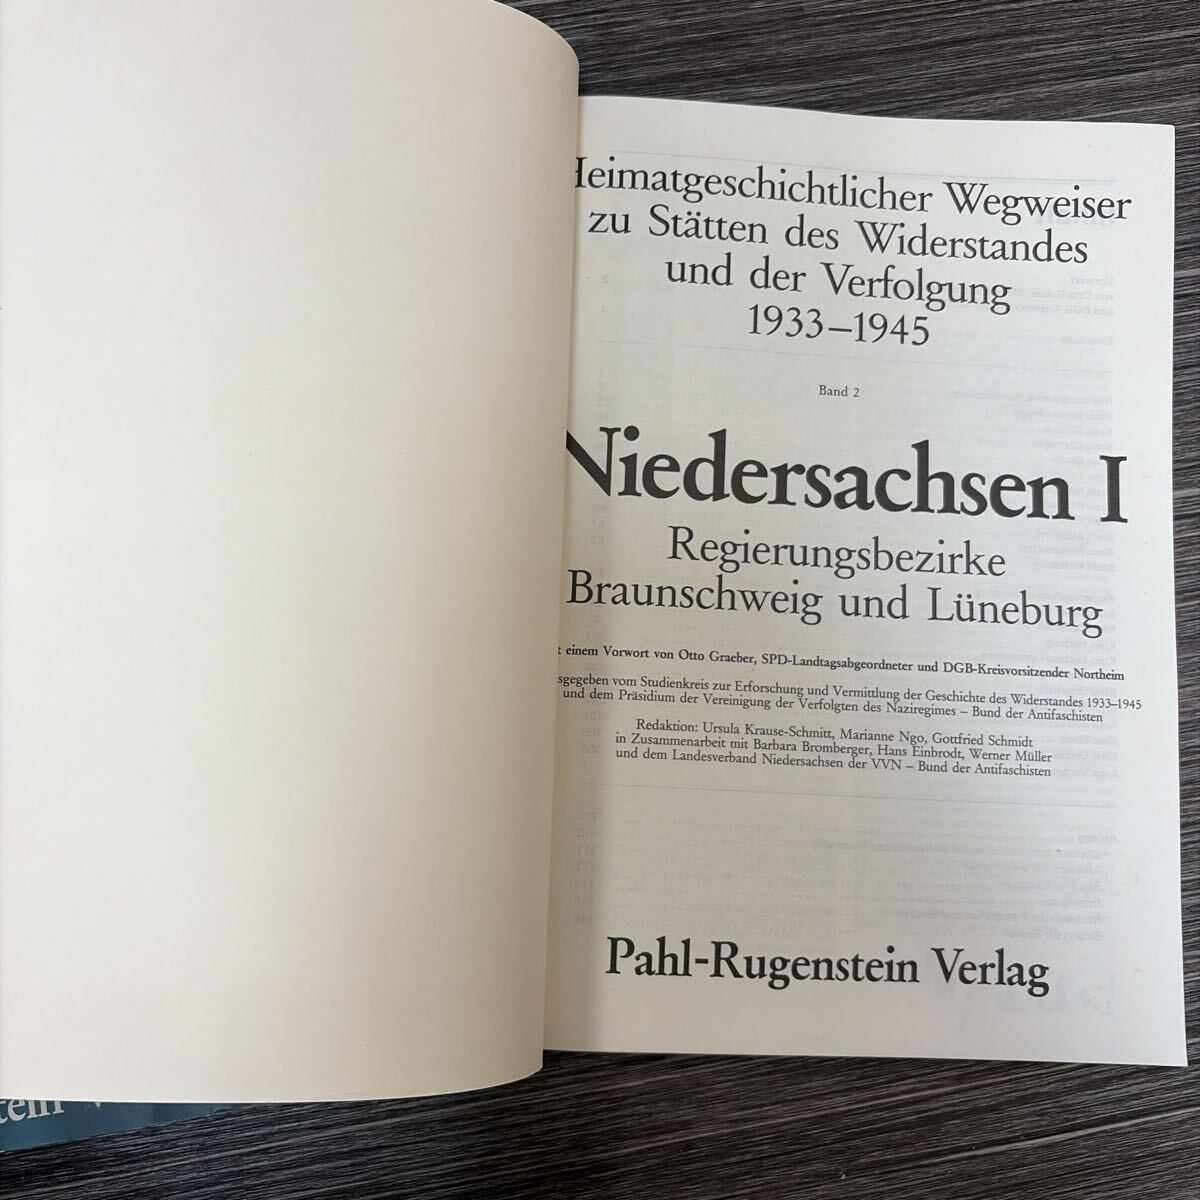 Heimatgeschichtlicher Wegweiser
zu Stätten des Widerstandes
und der Verfolgung
1933–1945
Band 2
Niedersachsen I
Regierungsbezirke
Braunschweig und Lüneburg
einem Vorwort von Otto Graeber, SPD-Landtagsabgeordneter und DGB-Kreisvorsitzender Northeim
sgegeben vom Studienkreis zur Erforschung und Vermittlung der Geschichte des Widerstandes 1933–1945
und dem Präsidium der Vereinigung der Verfolgten des Naziregimes – Bund der Antifaschisten
Redaktion: Ursula Krause-Schmitt, Marianne Ngo, Gottfried Schmidt
in Zusammenarbeit mit Barbara Bromberger, Hans Einbrodt, Werner Müller
und dem Landesverband Niedersachsen der VVN – Bund der Antifaschisten
Pahl-Rugenstein Verlag